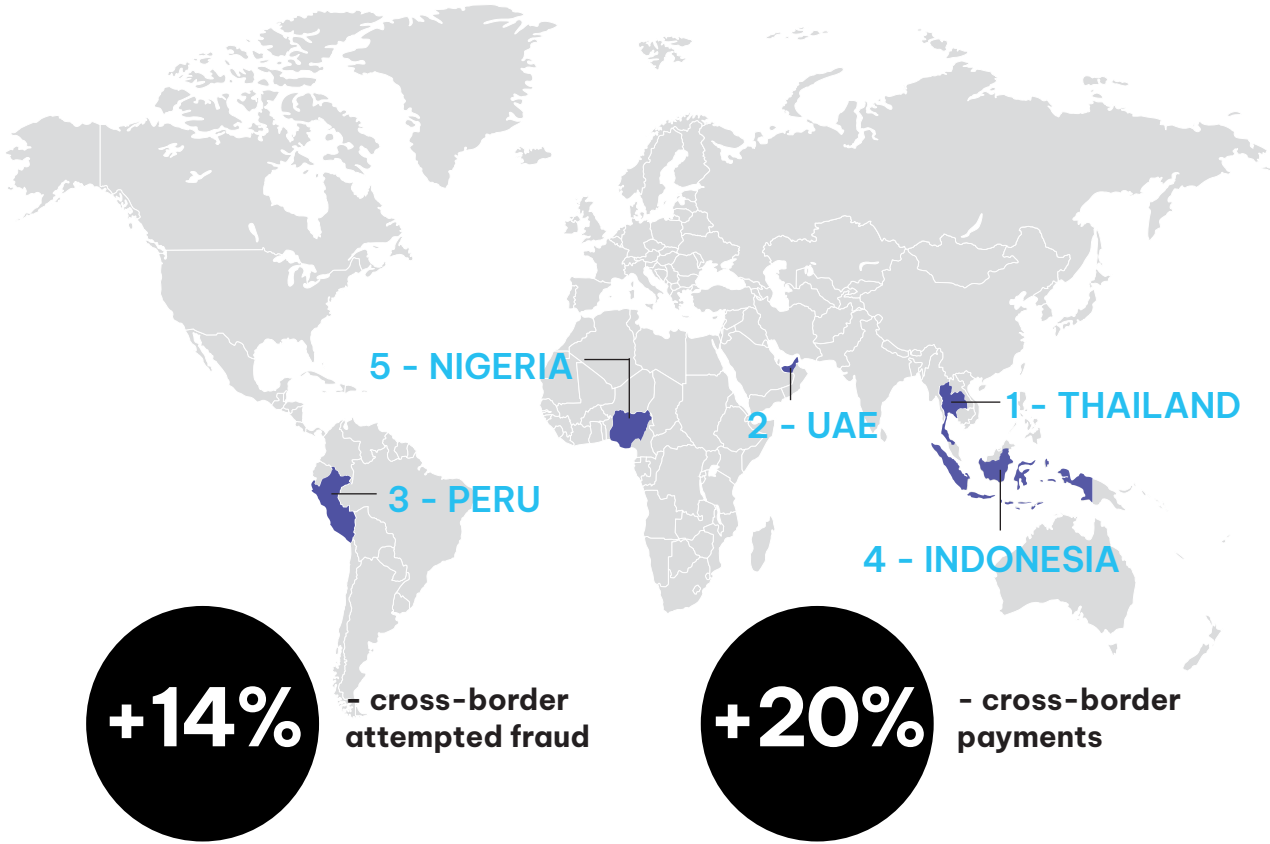 5 - NIGERIA
1 - THAILAND
2 - UAE
3 - PERU
4 - INDONESIA
+14%
- cross-border
attempted fraud
+20%
- cross-border
payments